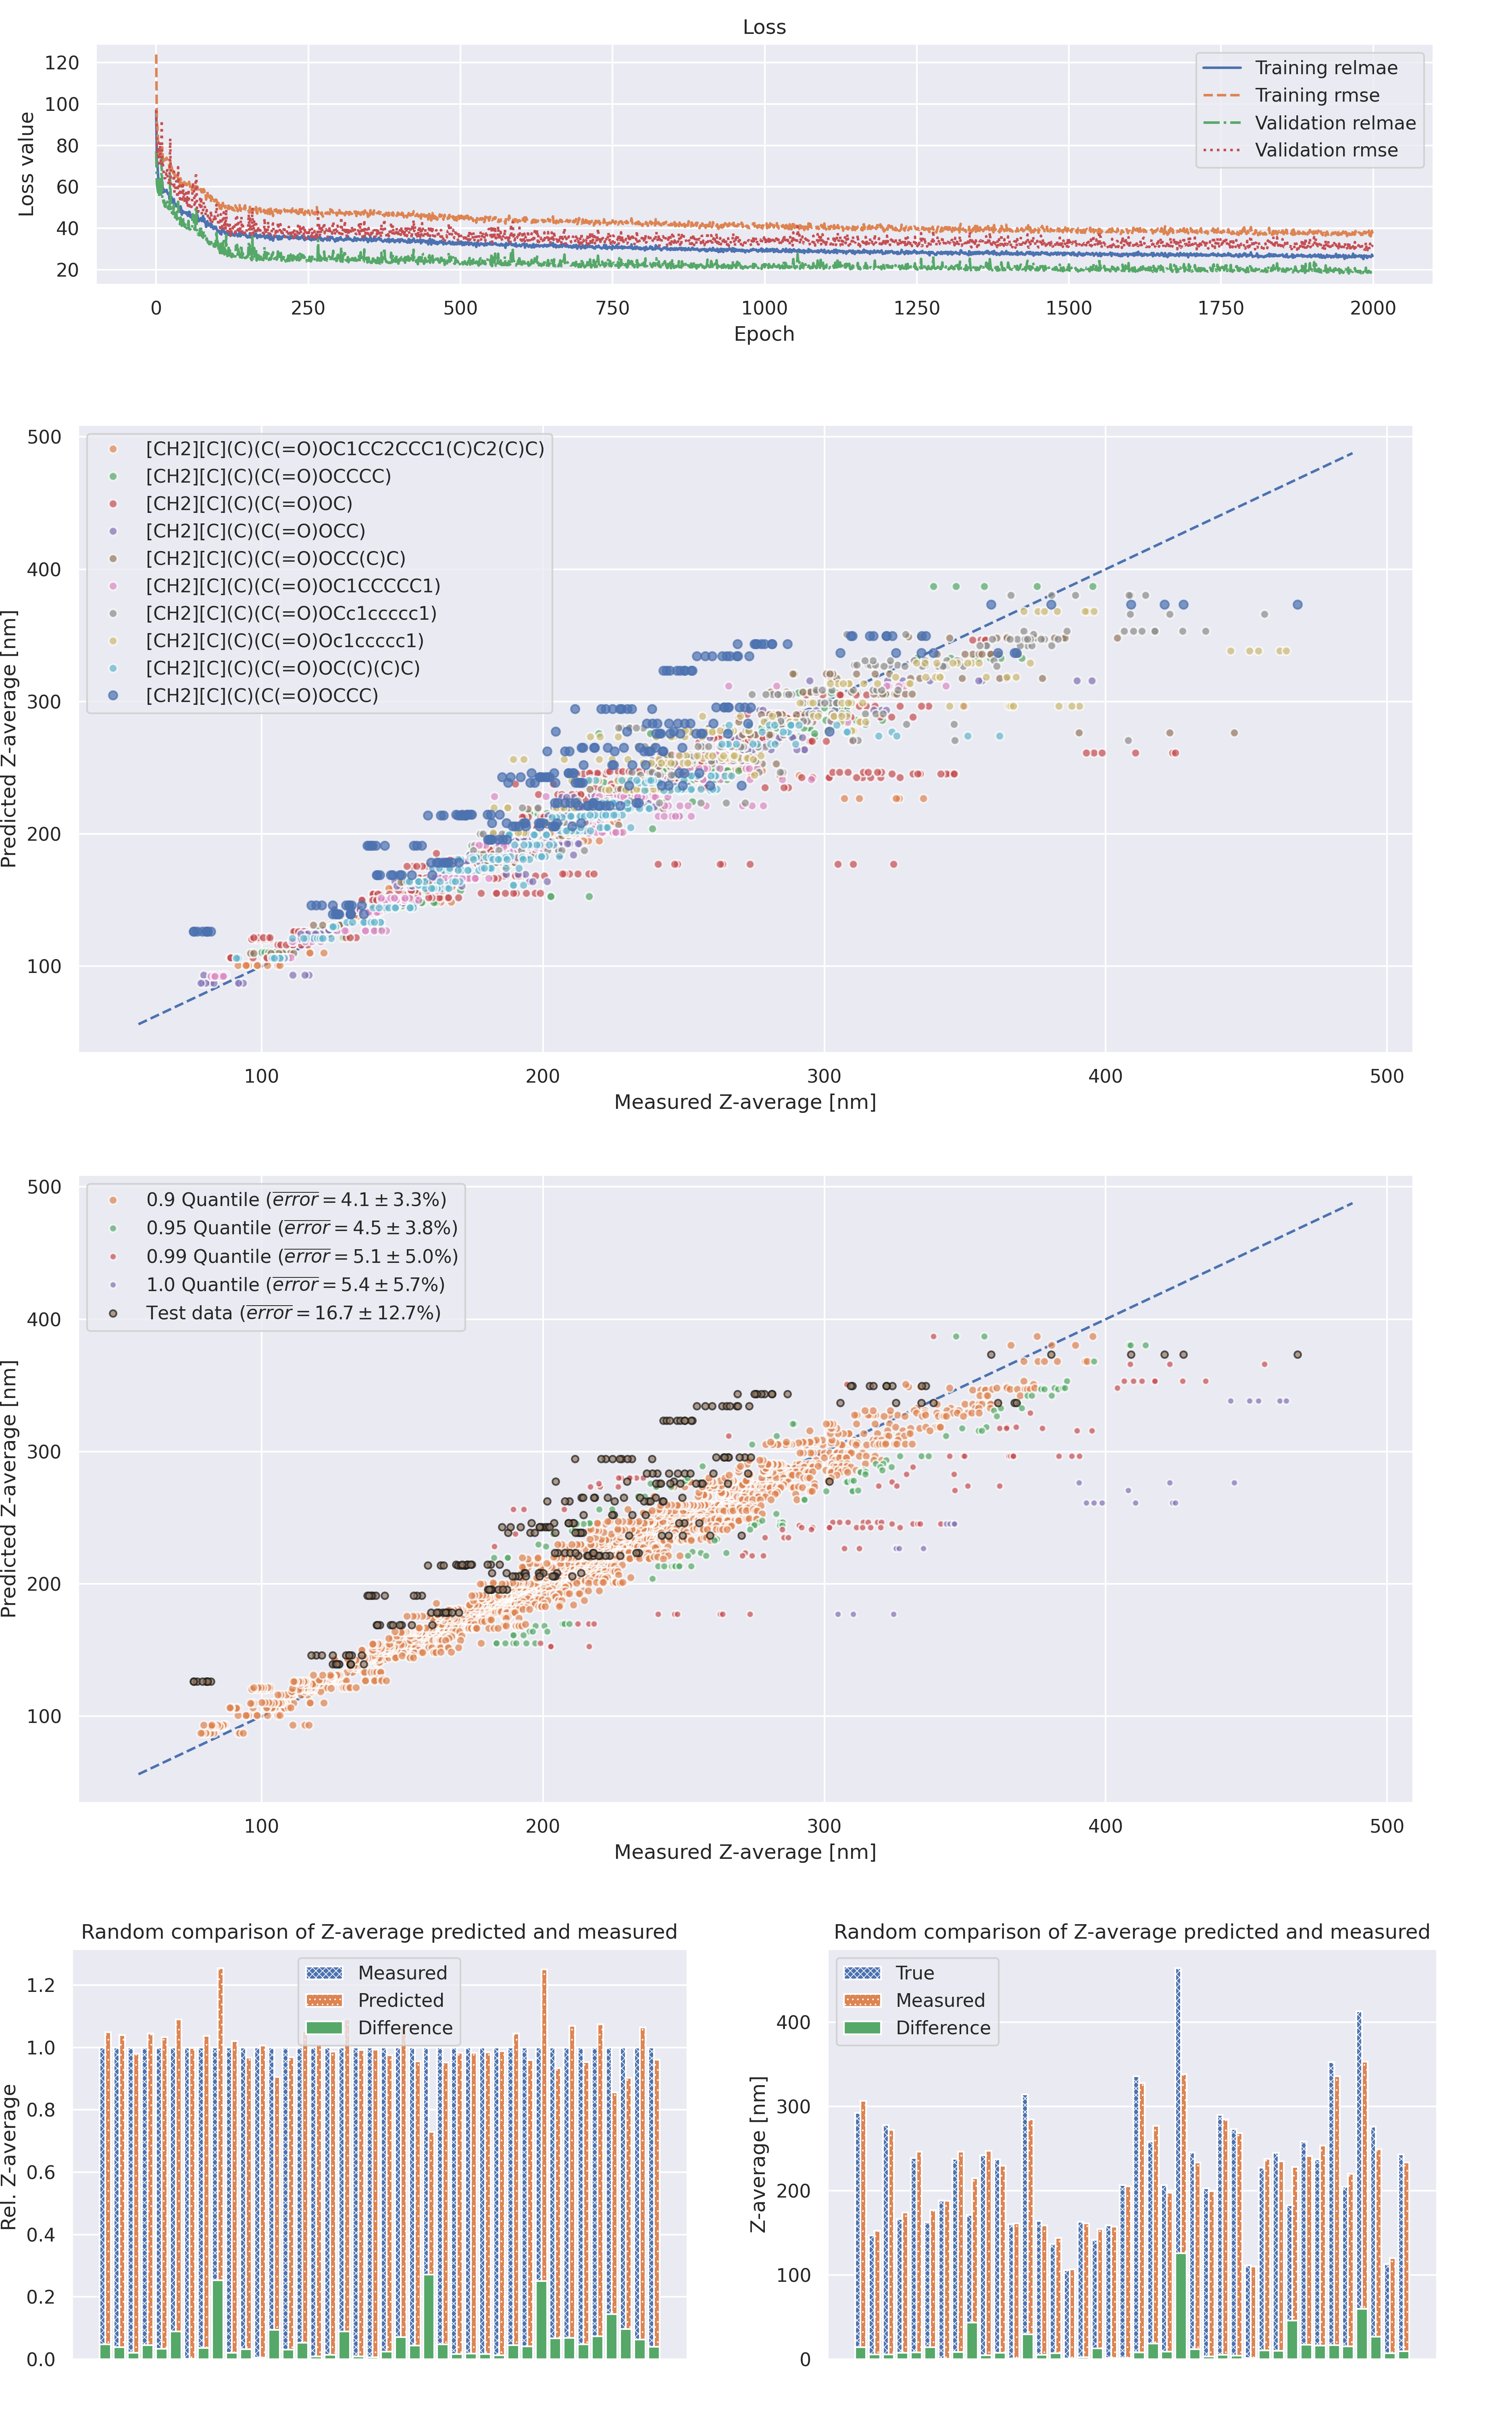 Loss
120
100
80
60
40
20
Loss value
Training relmae
Training rmse
Validation relmae
Validation rmse
0 250 500 750 1000 1250 1500 1750 2000
Epoch
500
400
300
200
100
Predicted Z-average [nm]
[CH2][C](C)(C(=O)OC1CC2CCC1(C)C2(C)C)
[CH2][C](C)(C(=O)OCCCC)
[CH2][C](C)(C(=O)OC)
[CH2][C](C)(C(=O)OCC)
[CH2][C](C)(C(=O)OCC(C)C)
[CH2][C](C)(C(=O)OC1CCCCC1)
[CH2][C](C)(C(=O)OCc1ccccc1)
[CH2][C](C)(C(=O)Oc1ccccc1)
[CH2][C](C)(C(=O)OC(C)(C)C)
[CH2][C](C)(C(=O)OCCC)
100 200 300 400 500
Measured Z-average [nm]
500
400
300
200
100
Predicted Z-average [nm]
0.9 Quantile (error = 4.1 ± 3.3%)
0.95 Quantile (error = 4.5 ± 3.8%)
0.99 Quantile (error = 5.1 ± 5.0%)
1.0 Quantile (error = 5.4 ± 5.7%)
Test data (error = 16.7 ± 12.7%)
100 200 300 400 500
Measured Z-average [nm]
Random comparison of Z-average predicted and measured
1.2
1.0
0.8
0.6
0.4
0.2
0.0
Rel. Z-average
Measured
Predicted
Difference
Random comparison of Z-average predicted and measured
400
300
200
100
0
Z-average [nm]
True
Measured
Difference